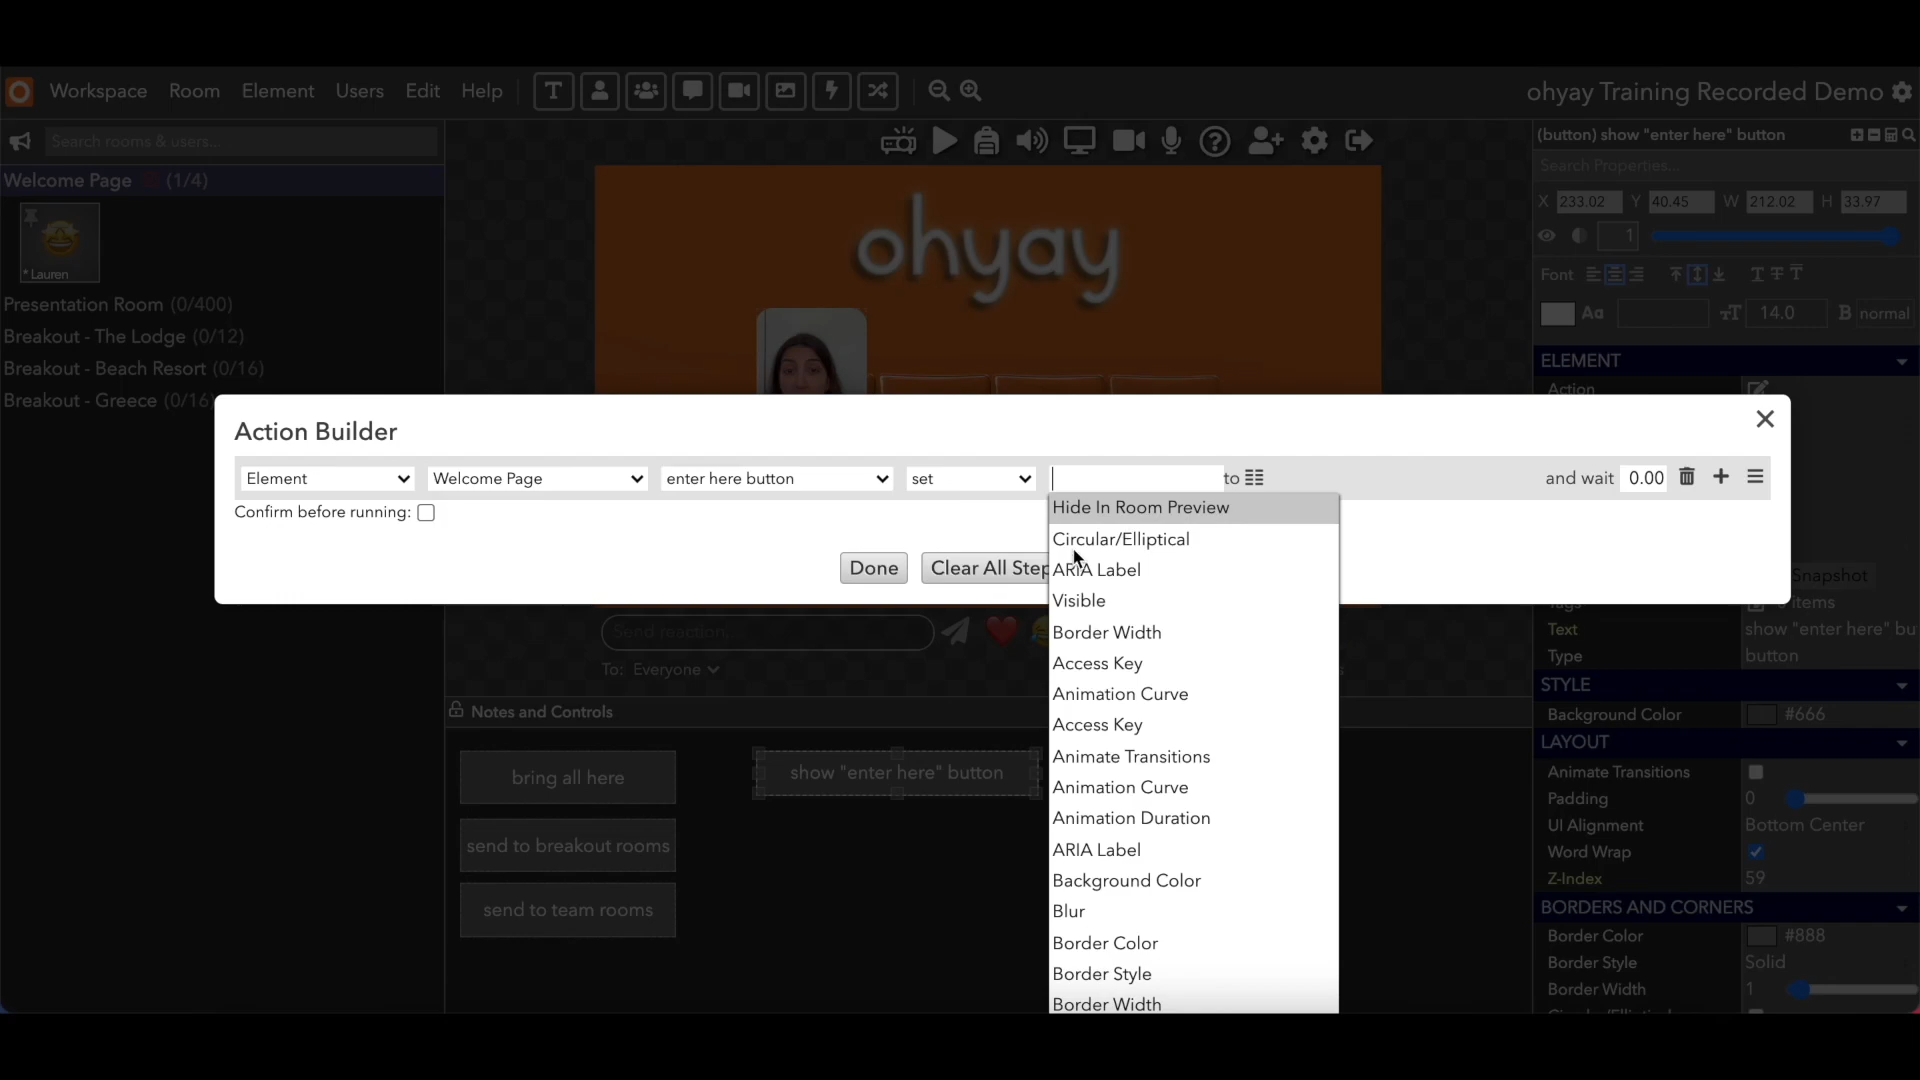 Workspace Room Element Users Edit Help
ohyay Training Recorded Demo
Search rooms & users...
Welcome Page (1/4)
* Lauren
Presentation Room (0/400)
Breakout - The Lodge (0/12)
Breakout - Beach Resort (0/16)
Breakout - Greece (0/16)
ohyay
(button) show "enter here" button
Search Properties...
X 233.02 Y 40.45 W 212.02 H 33.97
1
Font
Aa 14.0 B normal
ELEMENT
Action
Action Builder
Element Welcome Page enter here button set to and wait 0.00
Confirm before running:
Done Clear All Step
Hide In Room Preview
Circular/Elliptical
ARIA Label
Visible
Border Width
Access Key
Animation Curve
Access Key
Animate Transitions
Animation Curve
Animation Duration
ARIA Label
Background Color
Blur
Border Color
Border Style
Border Width
Send reaction...
To: Everyone
Notes and Controls
bring all here
send to breakout rooms
send to team rooms
show "enter here" button
Snapshot
Tags items
Text show "enter here" bu
Type button
STYLE
Background Color #666
LAYOUT
Animate Transitions
Padding 0
UI Alignment Bottom Center
Word Wrap
Z-Index 59
BORDERS AND CORNERS
Border Color #888
Border Style Solid
Border Width 1